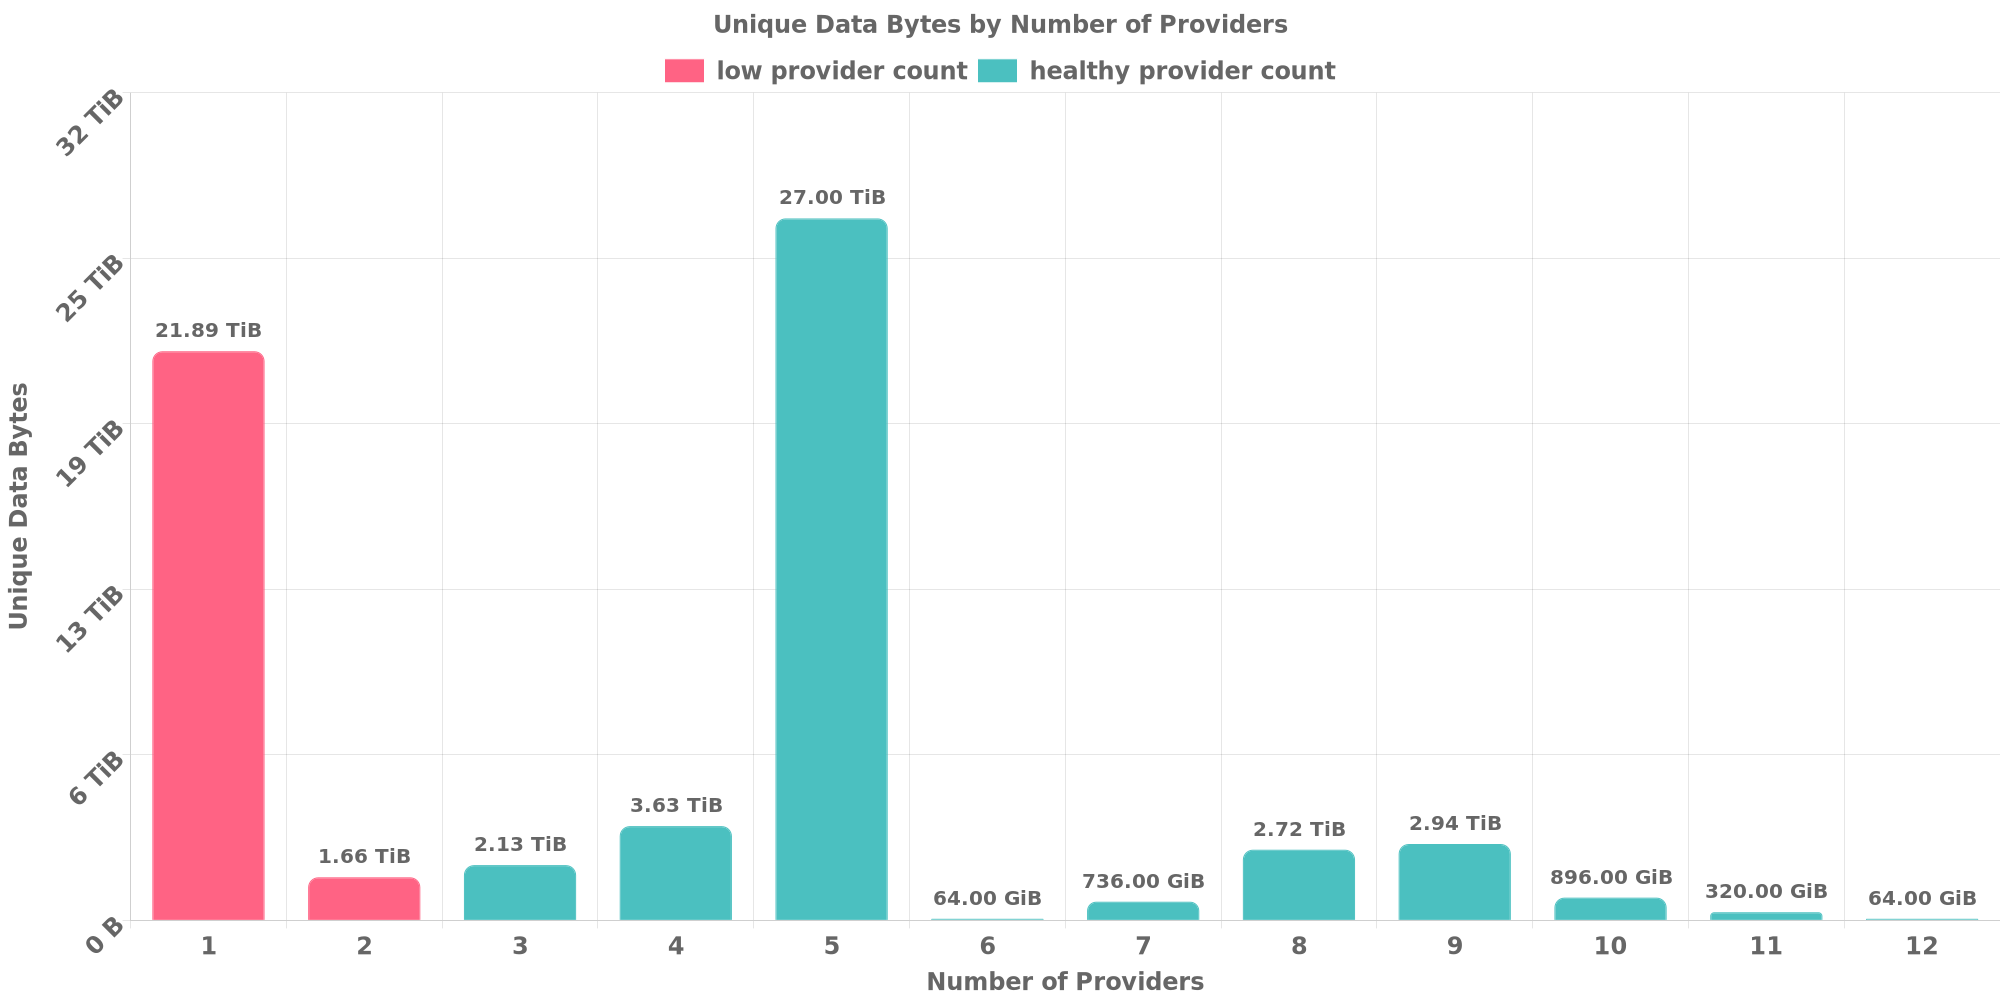 Unique Data Bytes by Number of Providers
low provider count
healthy provider count
32 TiB
25 TiB
19 TiB
13 TiB
6 TiB
0 B
Unique Data Bytes
21.89 TiB
1.66 TiB
2.13 TiB
3.63 TiB
27.00 TiB
64.00 GiB
736.00 GiB
2.72 TiB
2.94 TiB
896.00 GiB
320.00 GiB
64.00 GiB
1 2 3 4 5 6 7 8 9 10 11 12
Number of Providers